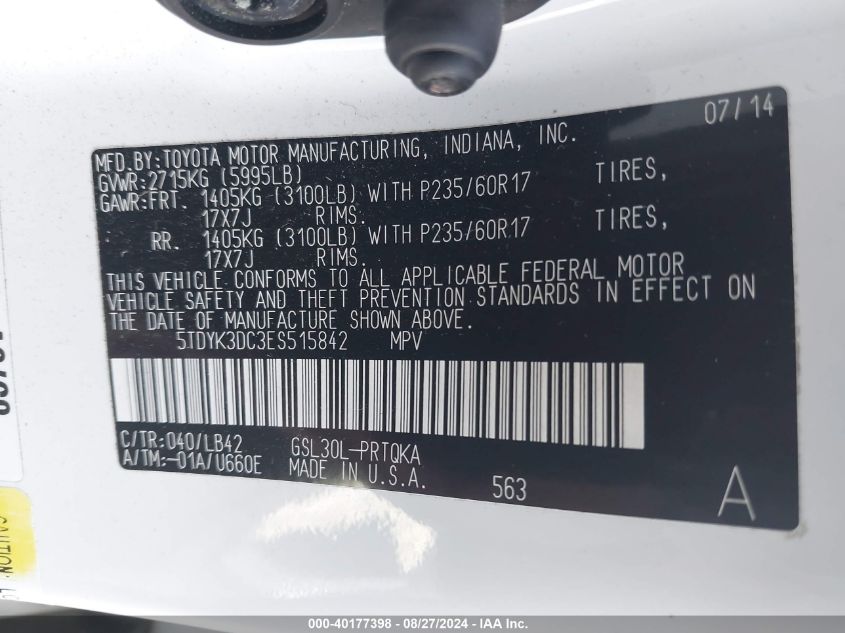 07/14
MFD.BY:TOYOTA MOTOR MANUFACTURING, INDIANA, INC.
GVWR:2715KG (5995LB)
GAWR:FRT. 1405KG (3100LB) WITH P235/60R17 TIRES,
17X7J RIMS.
RR. 1405KG (3100LB) WITH P235/60R17 TIRES,
17X7J RIMS.
THIS VEHICLE CONFORMS TO ALL APPLICABLE FEDERAL MOTOR
VEHICLE SAFETY AND THEFT PREVENTION STANDARDS IN EFFECT ON
THE DATE OF MANUFACTURE SHOWN ABOVE.
5TDYK3DC3ES515842 MPV
C/TR:040/LB42 GSL30L-PRTQKA
A/TM:-01A/U660E MADE IN U.S.A.
563 A
CAUTION:
000-40177398 - 08/27/2024 - IAA Inc.